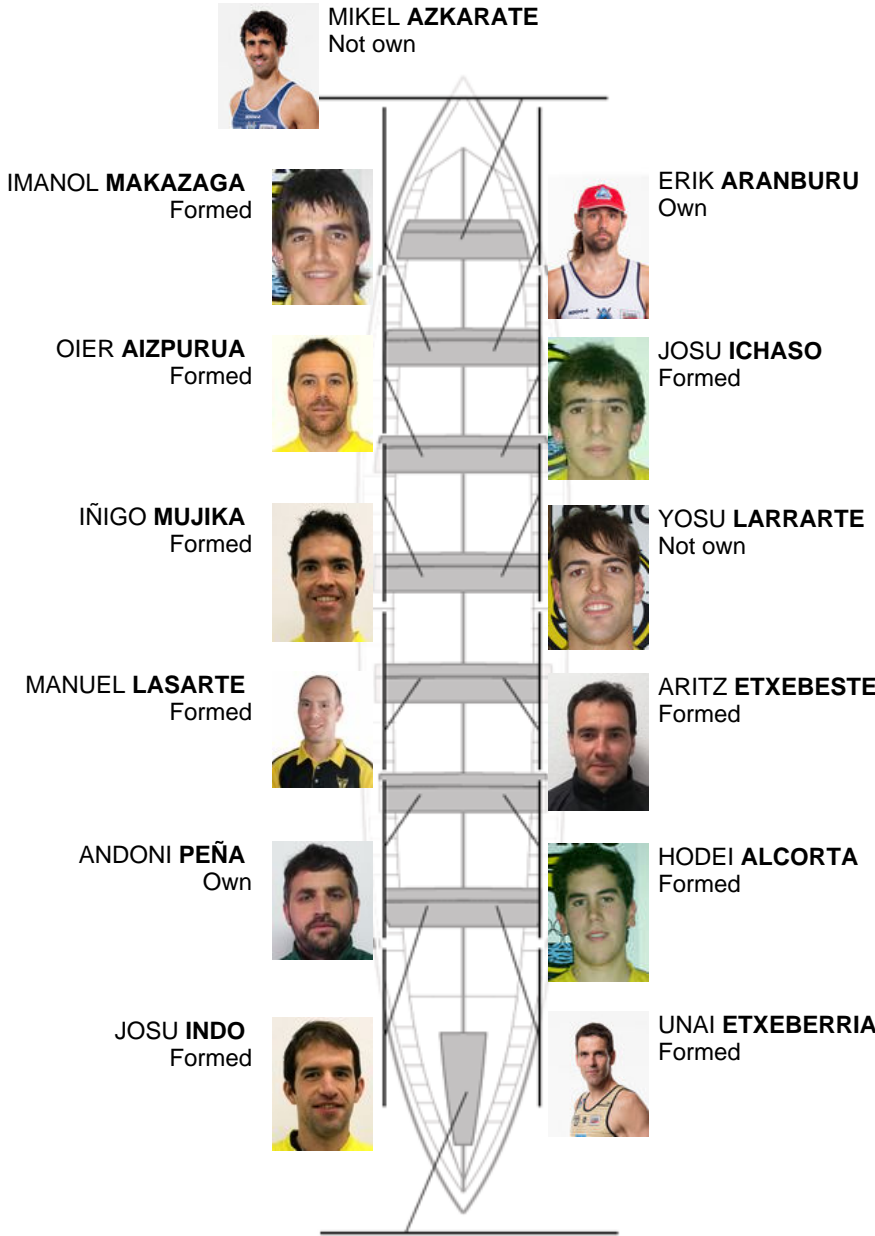 MIKEL AZKARATE
Not own
IMANOL MAKAZAGA
Formed
ERIK ARANBURU
Own
OIER AIZPURUA
Formed
JOSU ICHASO
Formed
IÑIGO MUJIKA
Formed
YOSU LARRARTE
Not own
MANUEL LASARTE
Formed
ARITZ ETXEBESTE
Formed
ANDONI PEÑA
Own
HODEI ALCORTA
Formed
JOSU INDO
Formed
UNAI ETXEBERRIA
Formed